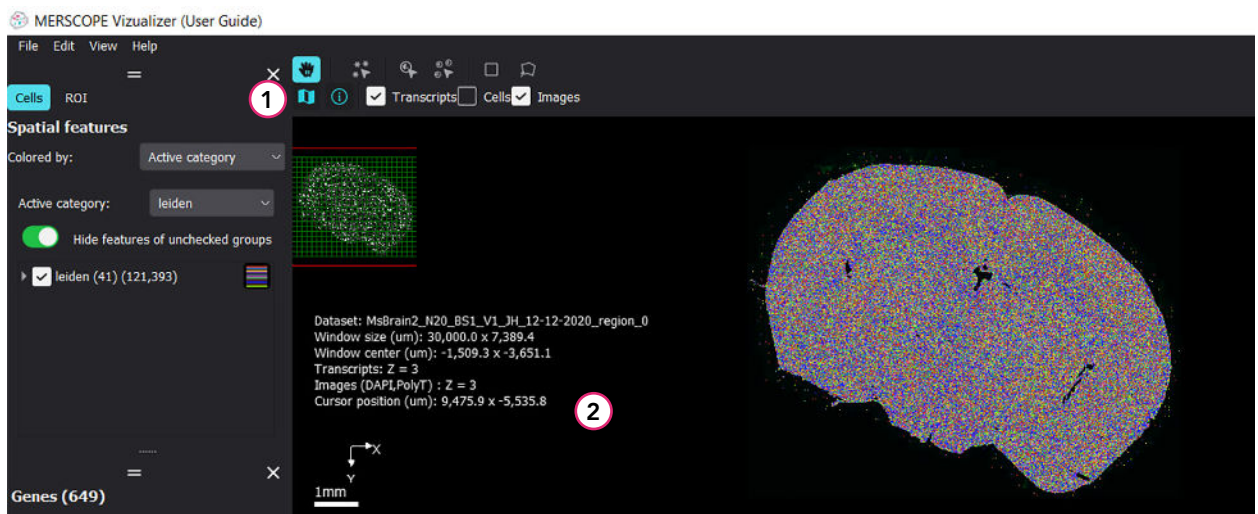 MERSCOPE Vizualizer (User Guide)
File Edit View Help
Cells ROI
1
Transcripts Cells Images
Spatial features
Colored by: Active category
Active category: leiden
Hide features of unchecked groups
leiden (41) (121,393)
Dataset: MsBrain2_N20_BS1_V1_JH_12-12-2020_region_0
Window size (um): 30,000.0 x 7,389.4
Window center (um): -1,509.3 x -3,651.1
Transcripts: Z = 3
Images (DAPI,PolyT) : Z = 3
Cursor position (um): 9,475.9 x -5,535.8
2
X
Y
1mm
Genes (649)